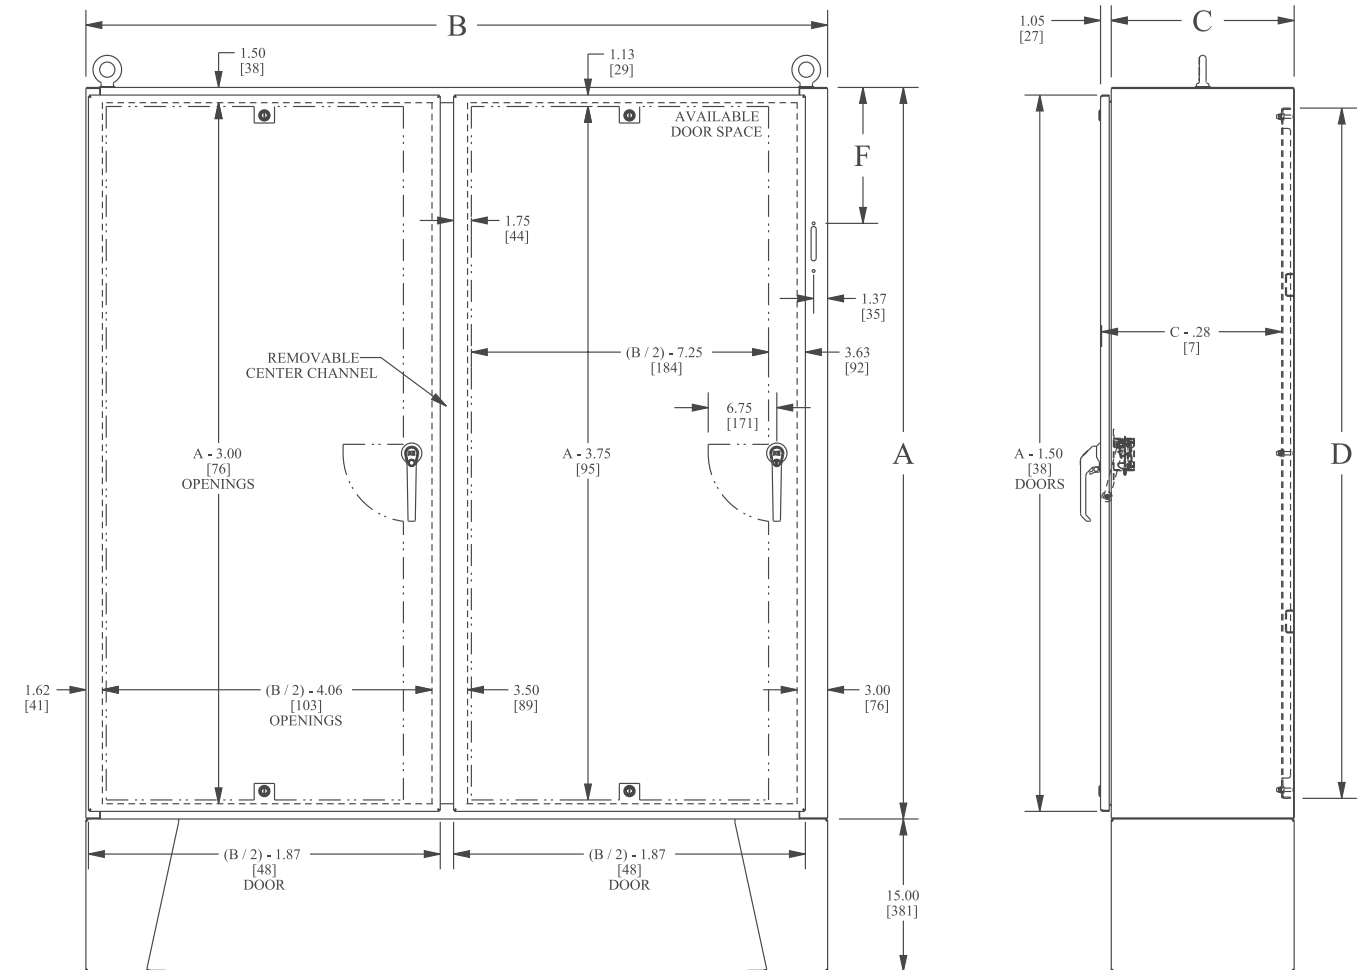 B
1.05
[27]
C
1.50
[38]
1.13
[29]
AVAILABLE
DOOR SPACE
F
1.75
[44]
1.37
[35]
REMOVABLE
CENTER CHANNEL
(B / 2) - 7.25
[184]
3.63
[92]
C - .28
[7]
6.75
[171]
A - 3.00
[76]
OPENINGS
A - 3.75
[95]
A
A - 1.50
[38]
DOORS
D
1.62
[41]
(B / 2) - 4.06
[103]
OPENINGS
3.50
[89]
3.00
[76]
(B / 2) - 1.87
[48]
DOOR
(B / 2) - 1.87
[48]
DOOR
15.00
[381]